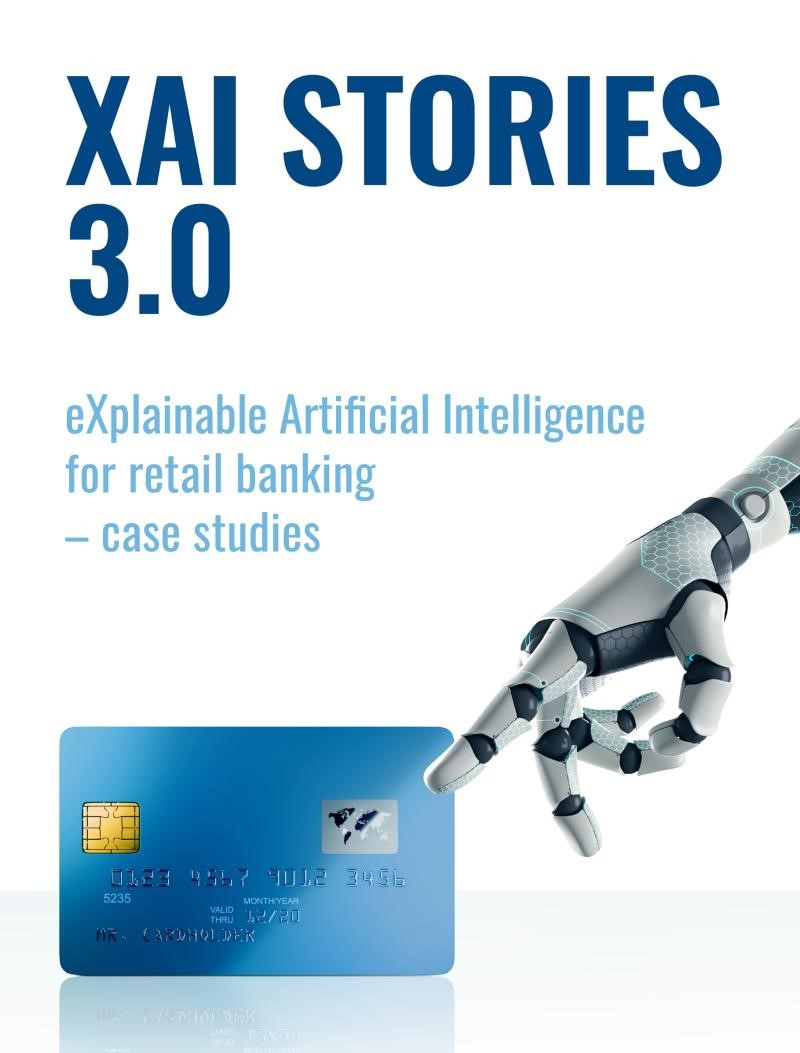 XAI STORIES
3.0
eXplainable Artificial Intelligence
for retail banking
– case studies
0123 4567 9012 3456
5235
MONTH/YEAR
VALID
THRU 12/20
MR. CARDHOLDER